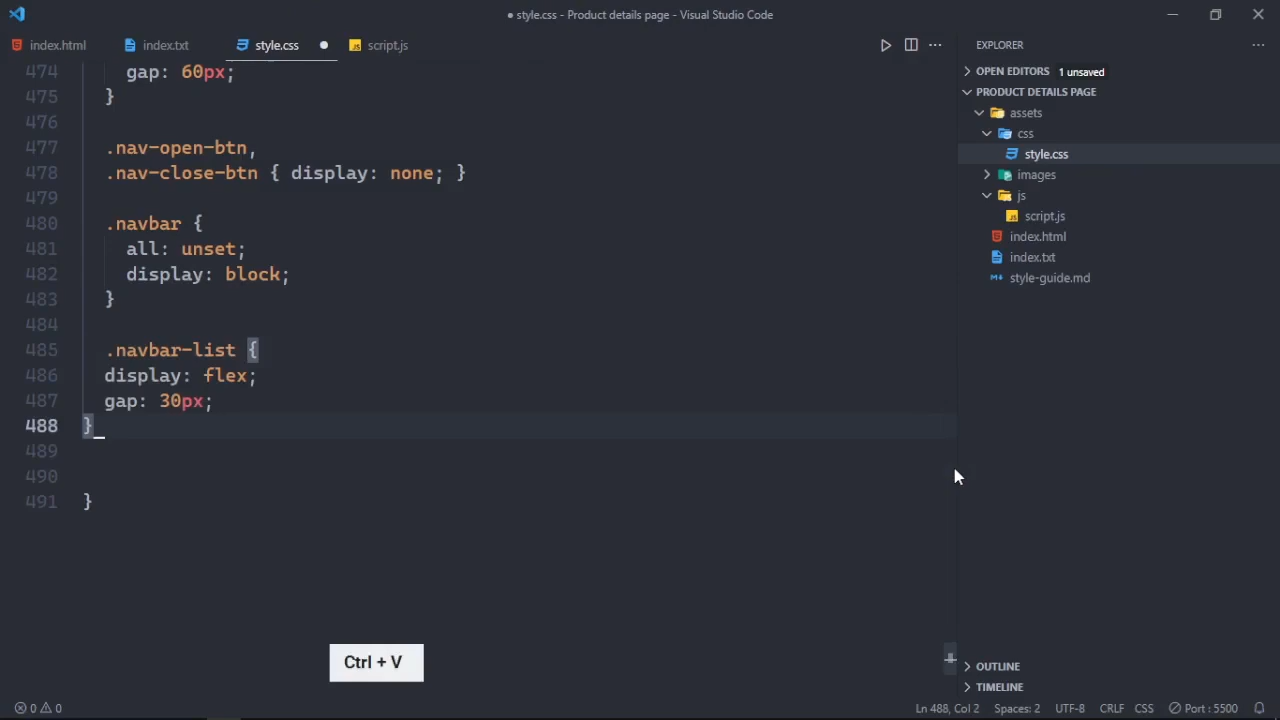 ● style.css - Product details page - Visual Studio Code
index.html index.txt style.css ● script.js
474 gap: 60px;
475 }
476
477 .nav-open-btn,
478 .nav-close-btn { display: none; }
479
480 .navbar {
481 all: unset;
482 display: block;
483 }
484
485 .navbar-list {
486 display: flex;
487 gap: 30px;
488 }
489
490
491 }
Ctrl + V
EXPLORER
OPEN EDITORS 1 unsaved
PRODUCT DETAILS PAGE
assets
css
style.css
images
js
script.js
index.html
index.txt
style-guide.md
OUTLINE
TIMELINE
0 0 Ln 488, Col 2 Spaces: 2 UTF-8 CRLF CSS Port : 5500